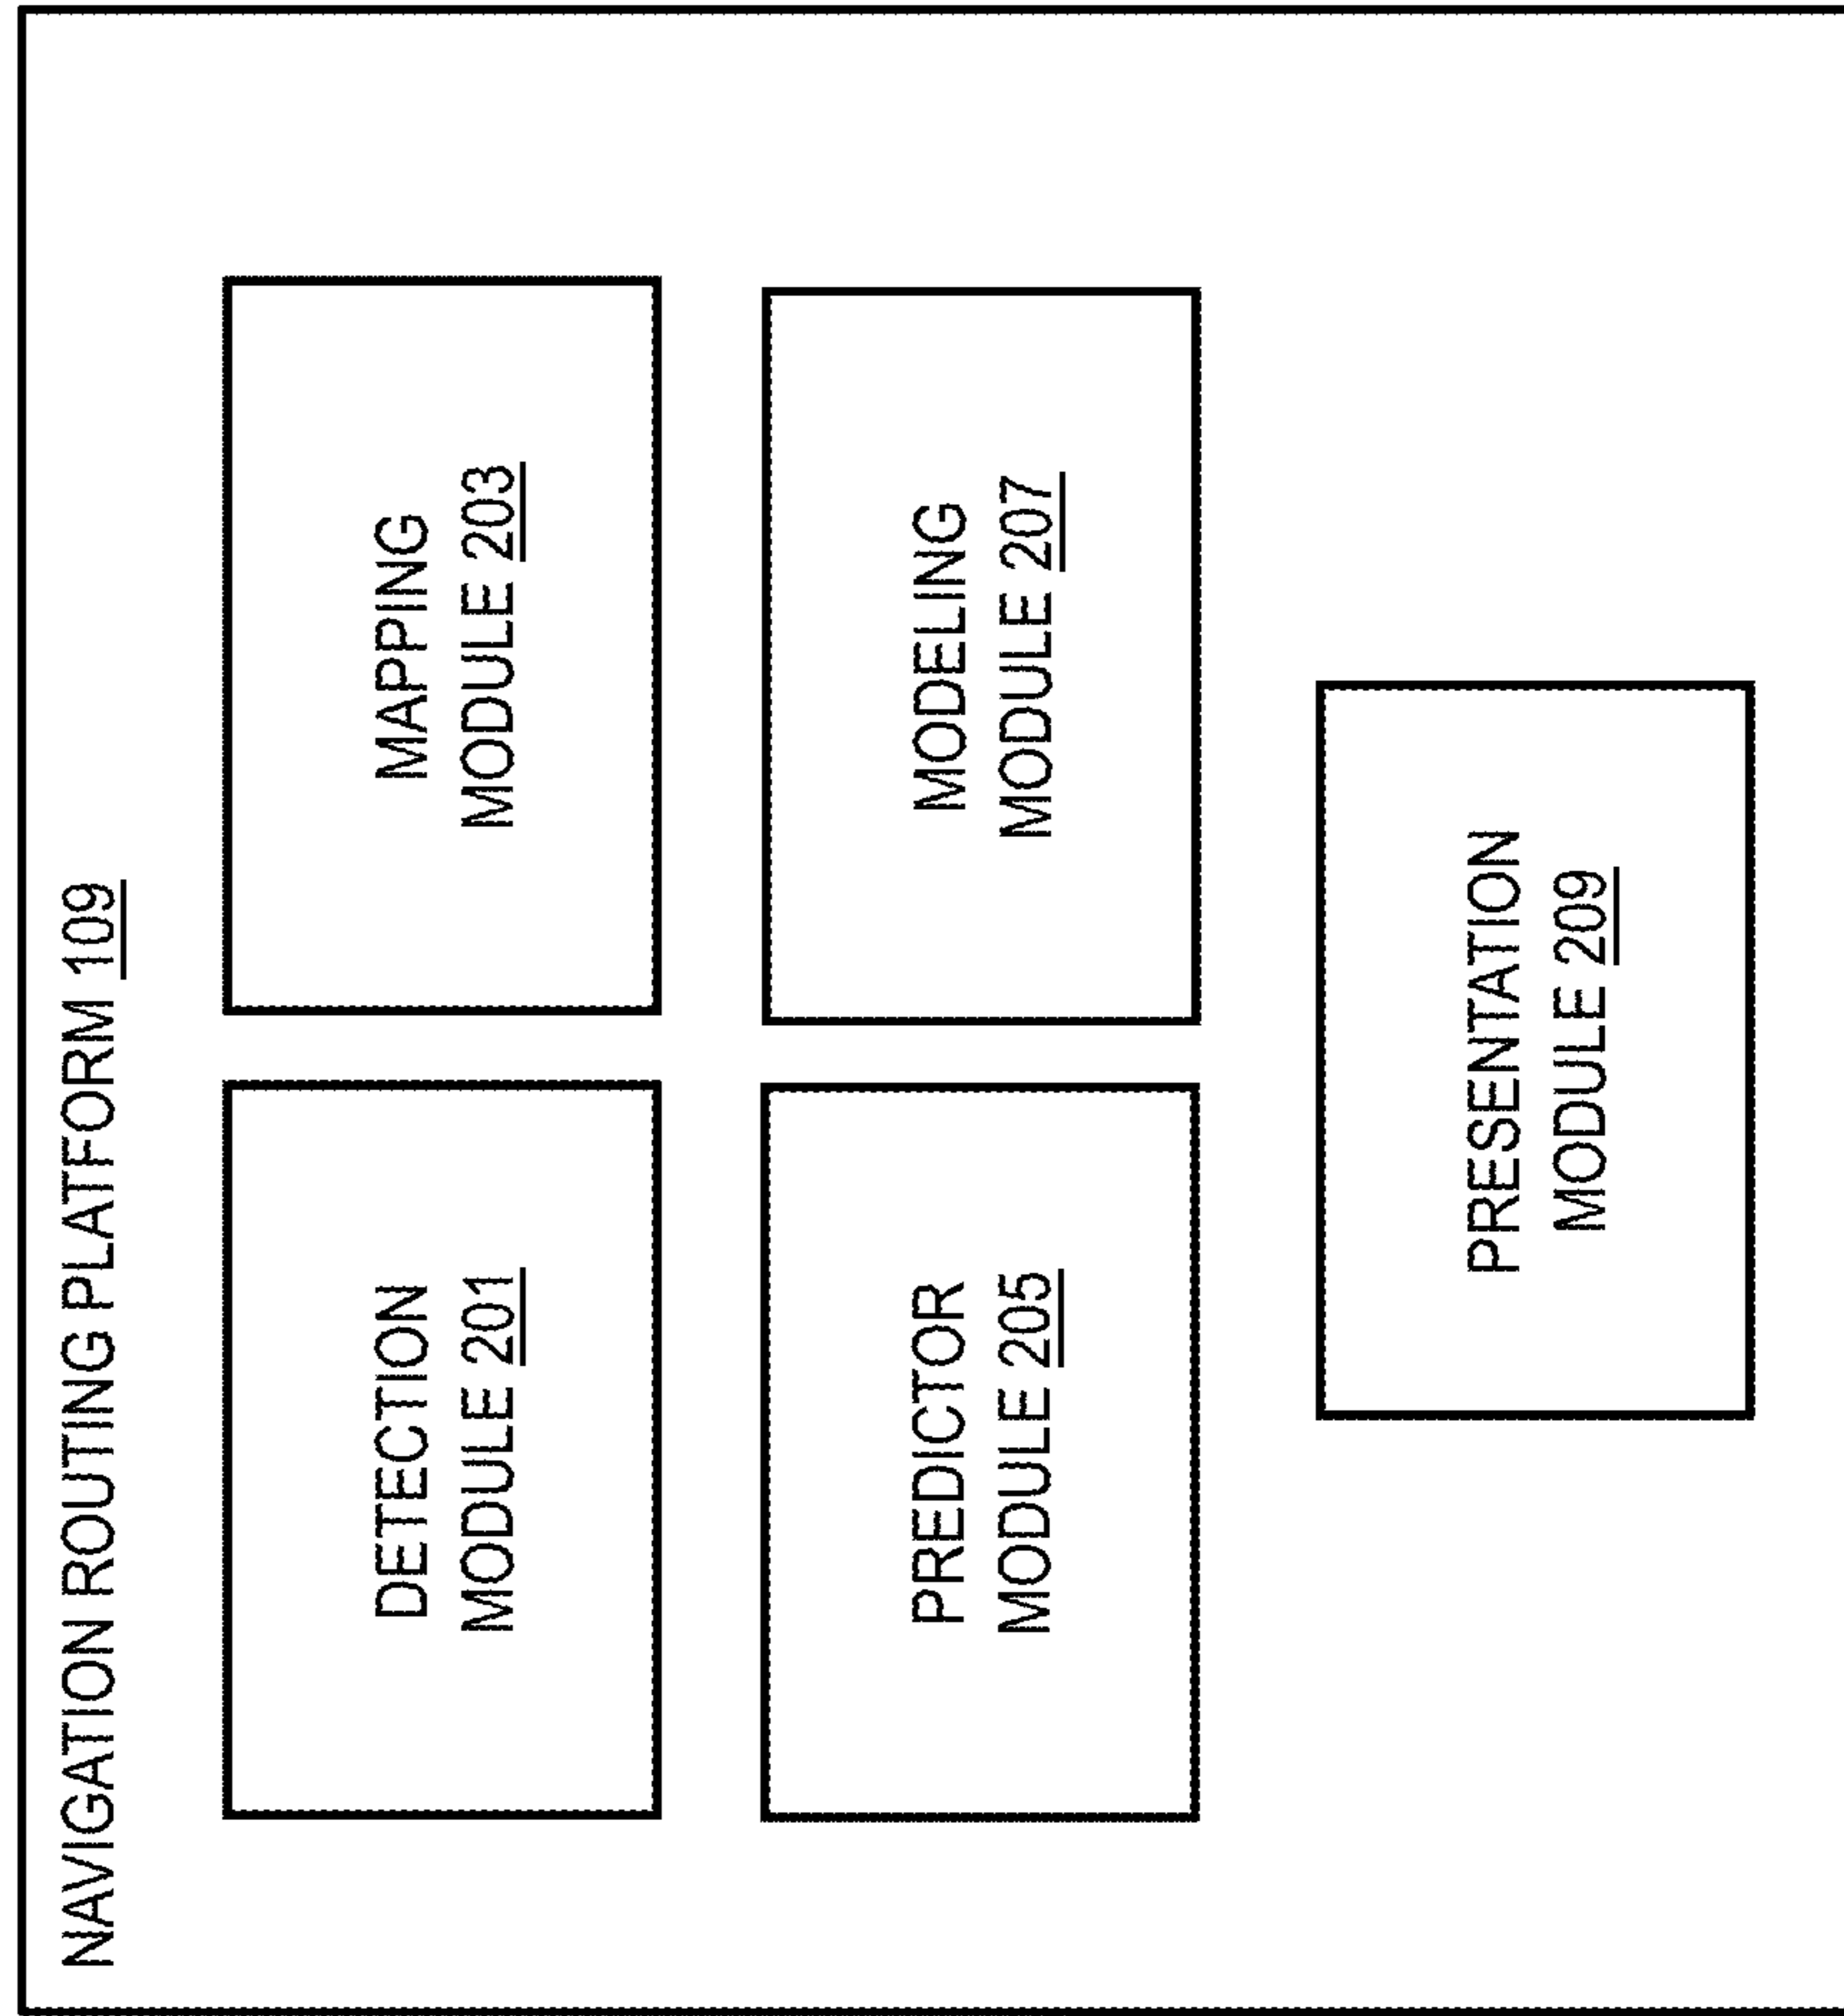 NAVIGATION ROUTING PLATFORM 109
DETECTION
MODULE 201
MAPPING
MODULE 203
PREDICTOR
MODULE 205
MODELING
MODULE 207
PRESENTATION
MODULE 209